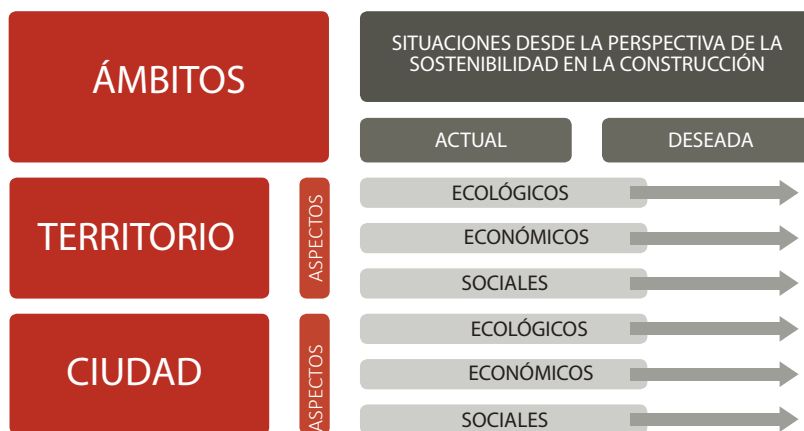 ÁMBITOS
SITUACIONES DESDE LA PERSPECTIVA DE LA
SOSTENIBILIDAD EN LA CONSTRUCCIÓN
ACTUAL
DESEADA
TERRITORIO
ASPECTOS
ECOLÓGICOS
ECONÓMICOS
SOCIALES
CIUDAD
ASPECTOS
ECOLÓGICOS
ECONÓMICOS
SOCIALES